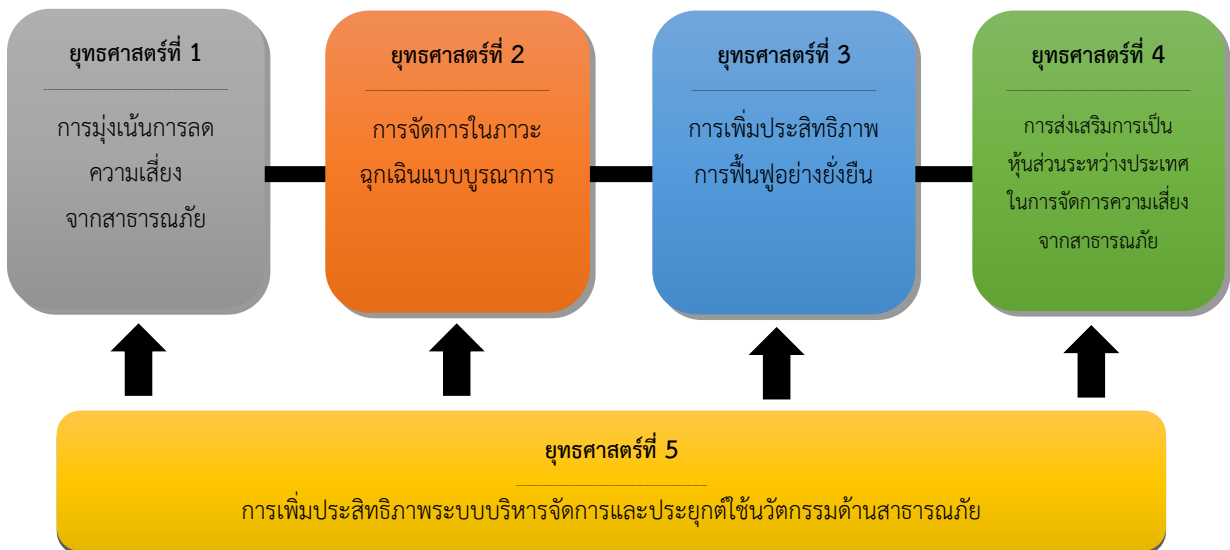 ยุทธศาสตร์ที่ 1
การมุ่งเน้นการลด
ความเสี่ยง
จากสาธารณภัย
ยุทธศาสตร์ที่ 2
การจัดการในภาวะ
ฉุกเฉินแบบบูรณาการ
ยุทธศาสตร์ที่ 3
การเพิ่มประสิทธิภาพ
การฟื้นฟูอย่างยั่งยืน
ยุทธศาสตร์ที่ 4
การส่งเสริมการเป็น
หุ้นส่วนระหว่างประเทศ
ในการจัดการความเสี่ยง
จากสาธารณภัย
ยุทธศาสตร์ที่ 5
การเพิ่มประสิทธิภาพระบบบริหารจัดการและประยุกต์ใช้นวัตกรรมด้านสาธารณภัย